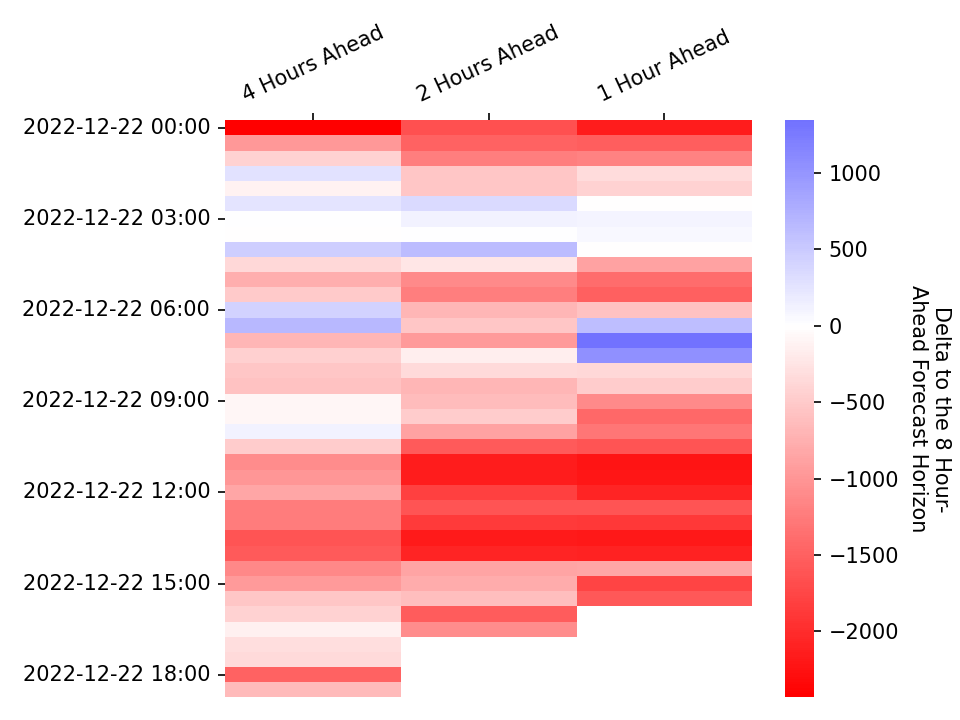 4 Hours Ahead
2 Hours Ahead
1 Hour Ahead
2022-12-22 00:00
2022-12-22 03:00
2022-12-22 06:00
2022-12-22 09:00
2022-12-22 12:00
2022-12-22 15:00
2022-12-22 18:00
1000
500
0
−500
−1000
−1500
−2000
Delta to the 8 Hour-
Ahead Forecast Horizon